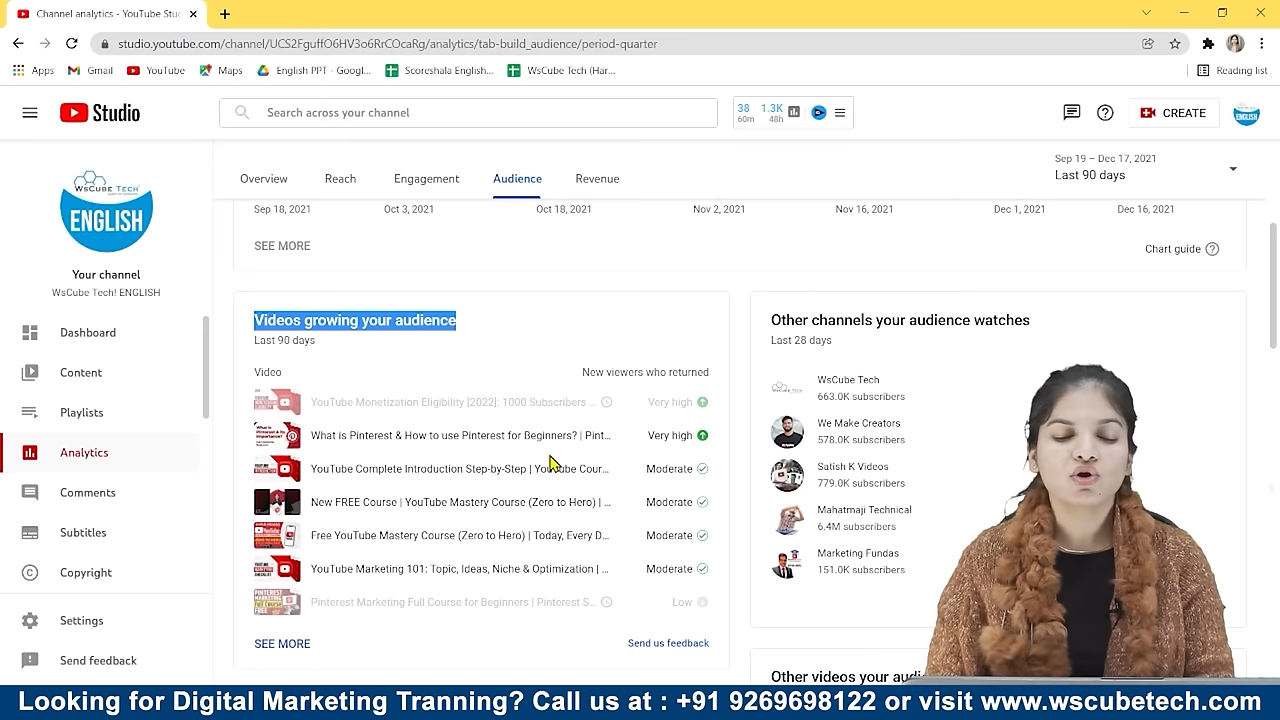 Channel analytics - YouTube Stu
studio.youtube.com/channel/UCS2FguffO6HV3o6RrCOcaRg/analytics/tab-build_audience/period-quarter
Apps
Gmail
YouTube
Maps
English PPT - Googl...
Scoreshala English...
WsCube Tech (Har...
Reading list
Studio
Search across your channel
38
60m
1.3K
48h
CREATE
ENGLISH
Overview
Reach
Engagement
Audience
Revenue
Sep 19 – Dec 17, 2021
Last 90 days
WsCube Tech
ENGLISH
Your channel
WsCube Tech! ENGLISH
Dashboard
Content
Playlists
Analytics
Comments
Subtitles
Copyright
Settings
Send feedback
Sep 18, 2021
Oct 3, 2021
Oct 18, 2021
Nov 2, 2021
Nov 16, 2021
Dec 1, 2021
Dec 16, 2021
SEE MORE
Chart guide
Videos growing your audience
Last 90 days
Video
New viewers who returned
YouTube Monetization Eligibility [2022]: 1000 Subscribers ...
Very high
What is Pinterest & How to use Pinterest for Beginners? | Pint...
Very high
YouTube Complete Introduction Step-by-Step | YouTube Cour...
Moderate
New FREE Course | YouTube Mastery Course (Zero to Hero) | ...
Moderate
Free YouTube Mastery Course (Zero to Hero) | Today, Every D...
Moderate
YouTube Marketing 101: Topic, Ideas, Niche & Optimization | ...
Moderate
Pinterest Marketing Full Course for Beginners | Pinterest S...
Low
SEE MORE
Send us feedback
Other channels your audience watches
Last 28 days
WsCube Tech
663.0K subscribers
We Make Creators
578.0K subscribers
Satish K Videos
779.0K subscribers
Mahatmaji Technical
6.4M subscribers
Marketing Fundas
151.0K subscribers
Other videos your audi
Looking for Digital Marketing Tranning? Call us at : +91 9269698122 or visit www.wscubetech.com